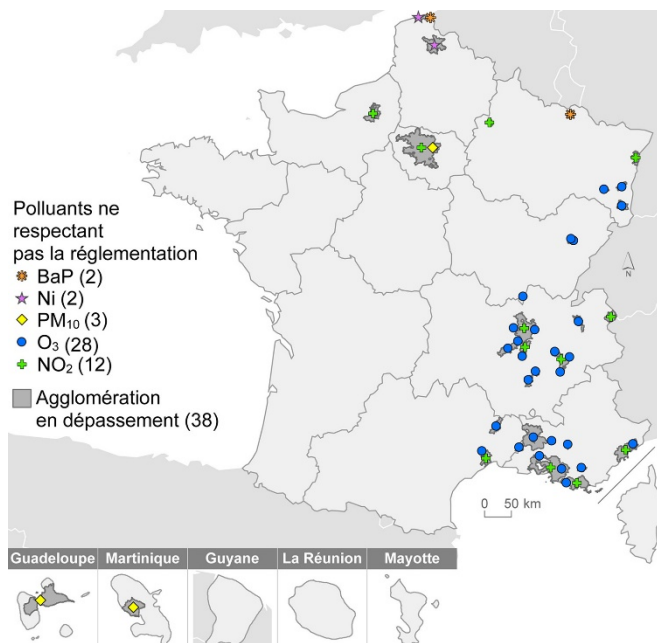 Polluants ne
respectant
pas la réglementation
BaP (2)
Ni (2)
PM₁₀ (3)
O₃ (28)
NO₂ (12)
Agglomération
en dépassement (38)
N
0 50 km
Guadeloupe Martinique Guyane La Réunion Mayotte